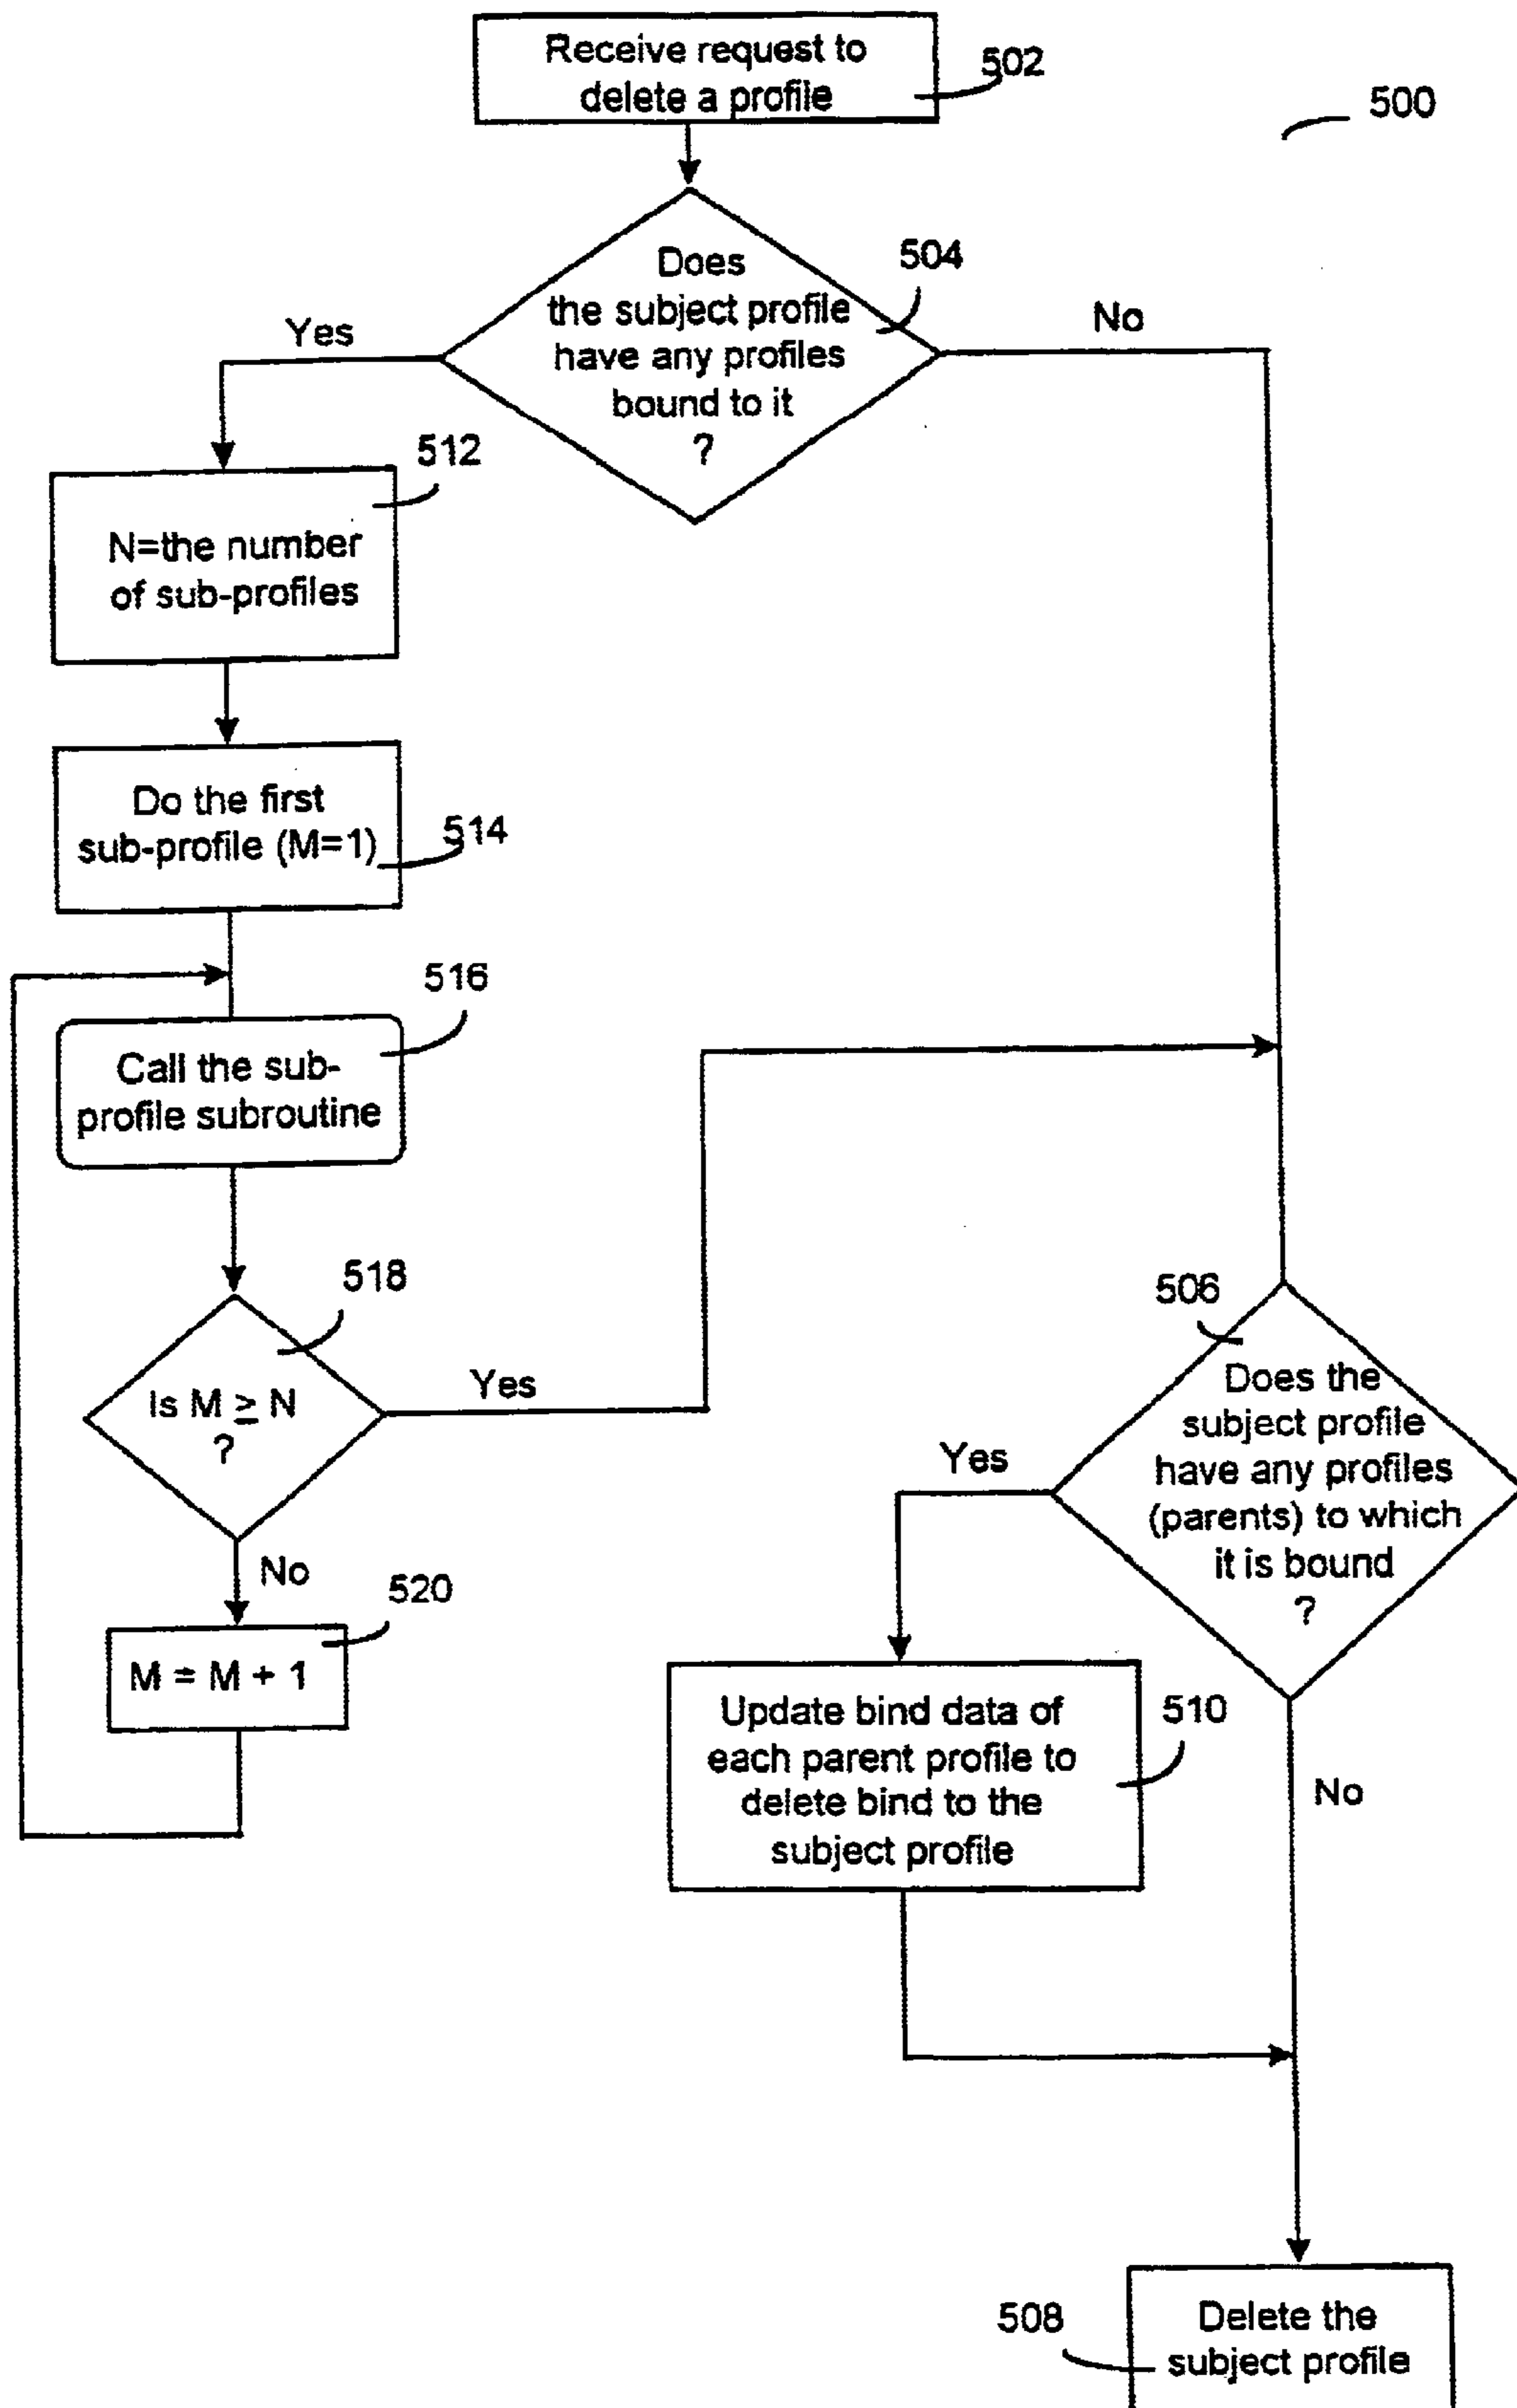 Receive request to
delete a profile
502
500
Does
the subject profile
have any profiles
bound to it
?
504
Yes
No
512
N=the number
of sub-profiles
Do the first
sub-profile (M=1)
514
516
Call the sub-
profile subroutine
518
Is M ≥ N
?
Yes
No
520
M = M + 1
506
Does the
subject profile
have any profiles
(parents) to which
it is bound
?
Yes
No
Update bind data of
each parent profile to
delete bind to the
subject profile
510
508
Delete the
subject profile